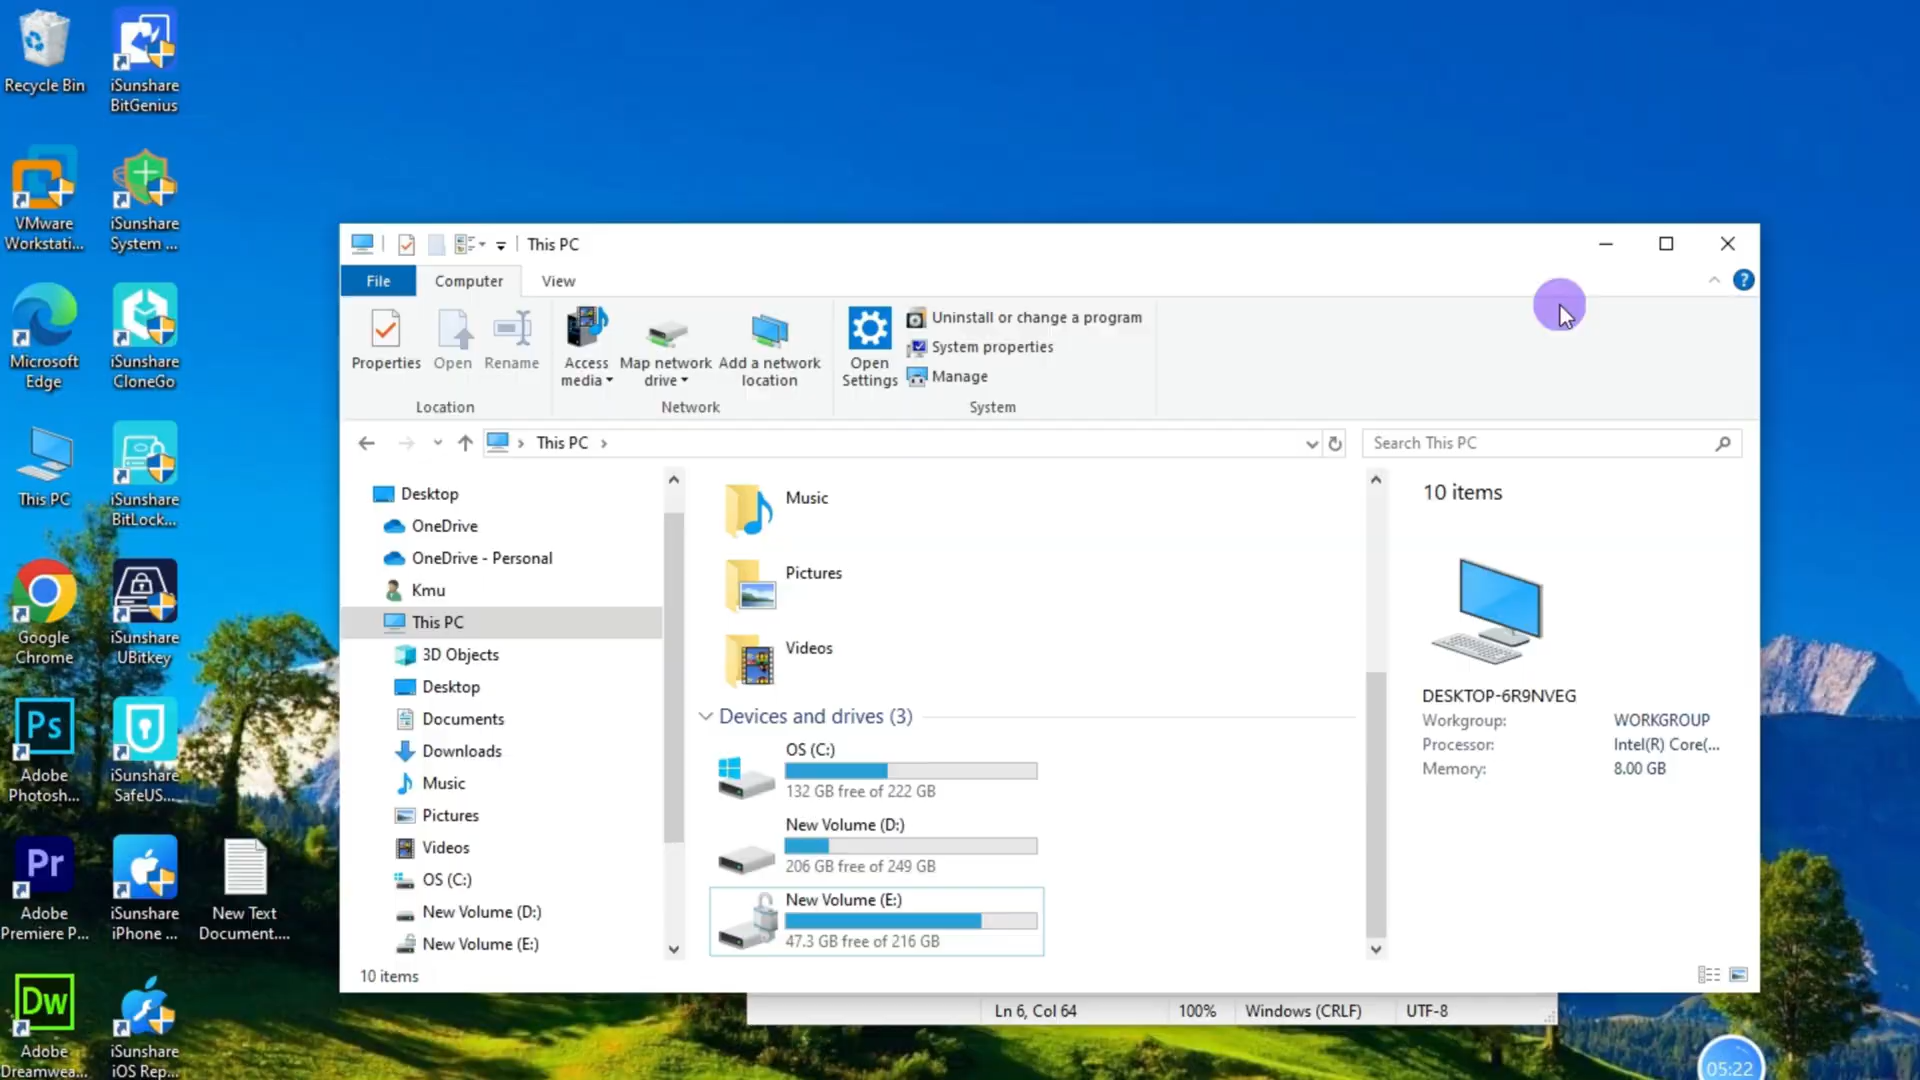 Recycle Bin
iSunshare
BitGenius
VMware
Workstati...
iSunshare
System ...
Microsoft
Edge
iSunshare
CloneGo
This PC
iSunshare
BitLock...
Google
Chrome
iSunshare
UBitkey
Ps
Adobe
Photosh...
iSunshare
SafeUS...
Pr
Adobe
Premiere P...
iSunshare
iPhone ...
New Text
Document....
Dw
Adobe
Dreamwea...
iSunshare
iOS Rep...
This PC
File
Computer
View
?
Properties
Open
Rename
Location
Access
media
Map network
drive
Add a network
location
Network
Open
Settings
Uninstall or change a program
System properties
Manage
System
This PC
Search This PC
Desktop
OneDrive
OneDrive - Personal
Kmu
This PC
3D Objects
Desktop
Documents
Downloads
Music
Pictures
Videos
OS (C:)
New Volume (D:)
New Volume (E:)
Music
Pictures
Videos
Devices and drives (3)
OS (C:)
132 GB free of 222 GB
New Volume (D:)
206 GB free of 249 GB
New Volume (E:)
47.3 GB free of 216 GB
10 items
DESKTOP-6R9NVEG
Workgroup: WORKGROUP
Processor: Intel(R) Core(...
Memory: 8.00 GB
10 items
Ln 6, Col 64
100%
Windows (CRLF)
UTF-8
05:22